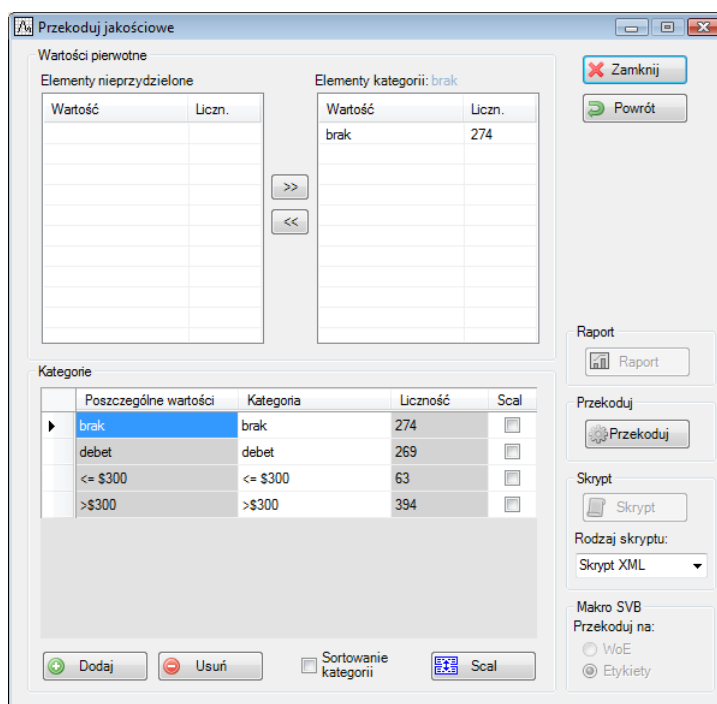 Przekoduj jakościowe
Wartości pierwotne
Elementy nieprzydzielone
Elementy kategorii: brak
Wartość Liczn.
Wartość Liczn.
brak 274
>>
<<
Zamknij
Powrót
Raport
Raport
Przekoduj
Przekoduj
Skrypt
Skrypt
Rodzaj skryptu:
Skrypt XML
Makro SVB
Przekoduj na:
WoE
Etykiety
Kategorie
Poszczególne wartości Kategoria Liczność Scal
brak brak 274
debet debet 269
<= $300 <= $300 63
>$300 >$300 394
Dodaj
Usuń
Sortowanie
kategorii
Scal